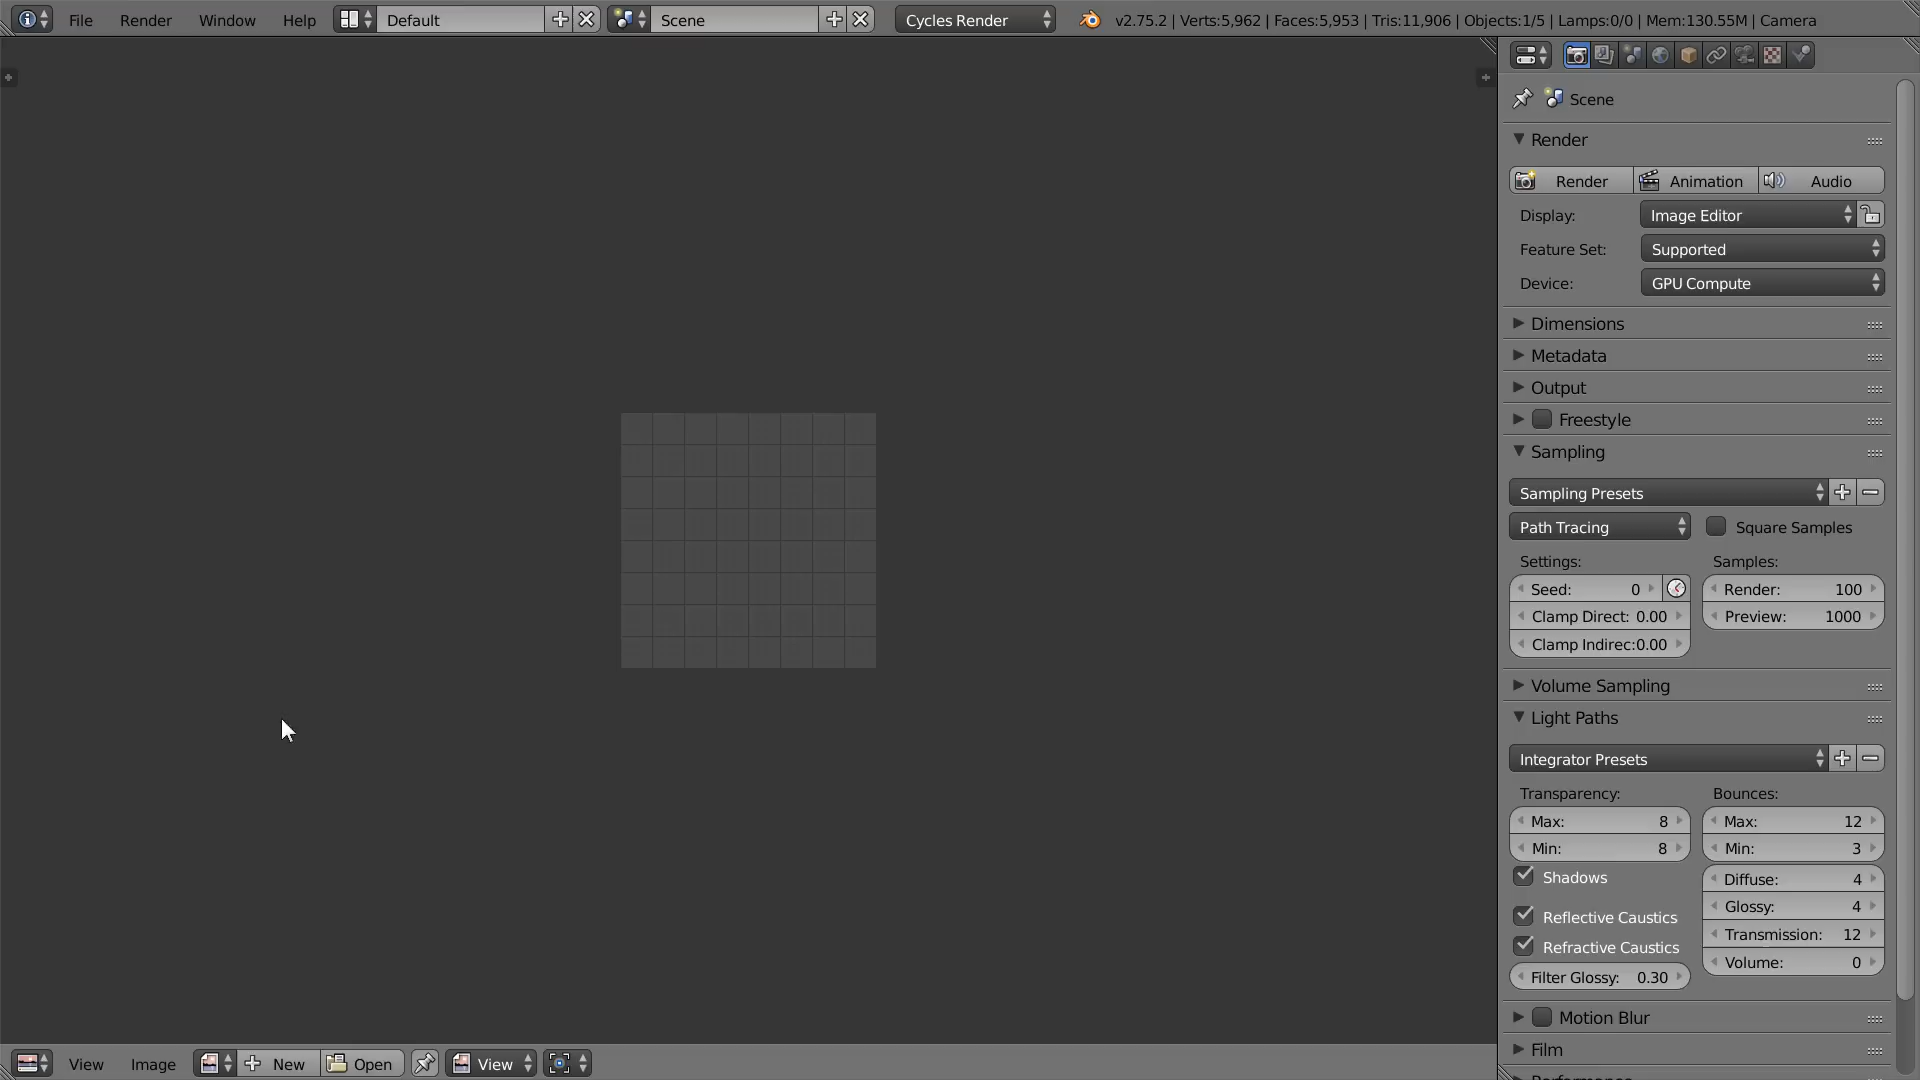 File Render Window Help Default Scene Cycles Render v2.75.2 | Verts:5,962 | Faces:5,953 | Tris:11,906 | Objects:1/5 | Lamps:0/0 | Mem:130.55M | Camera
Scene
Render
Render Animation Audio
Display: Image Editor
Feature Set: Supported
Device: GPU Compute
Dimensions
Metadata
Output
Freestyle
Sampling
Sampling Presets
Path Tracing Square Samples
Settings: Samples:
Seed: 0 Render: 100
Clamp Direct: 0.00 Preview: 1000
Clamp Indirec:0.00
Volume Sampling
Light Paths
Integrator Presets
Transparency: Bounces:
Max: 8 Max: 12
Min: 8 Min: 3
Shadows Diffuse: 4
Reflective Caustics Glossy: 4
Refractive Caustics Transmission: 12
Filter Glossy: 0.30 Volume: 0
Motion Blur
Film
View Image New Open View